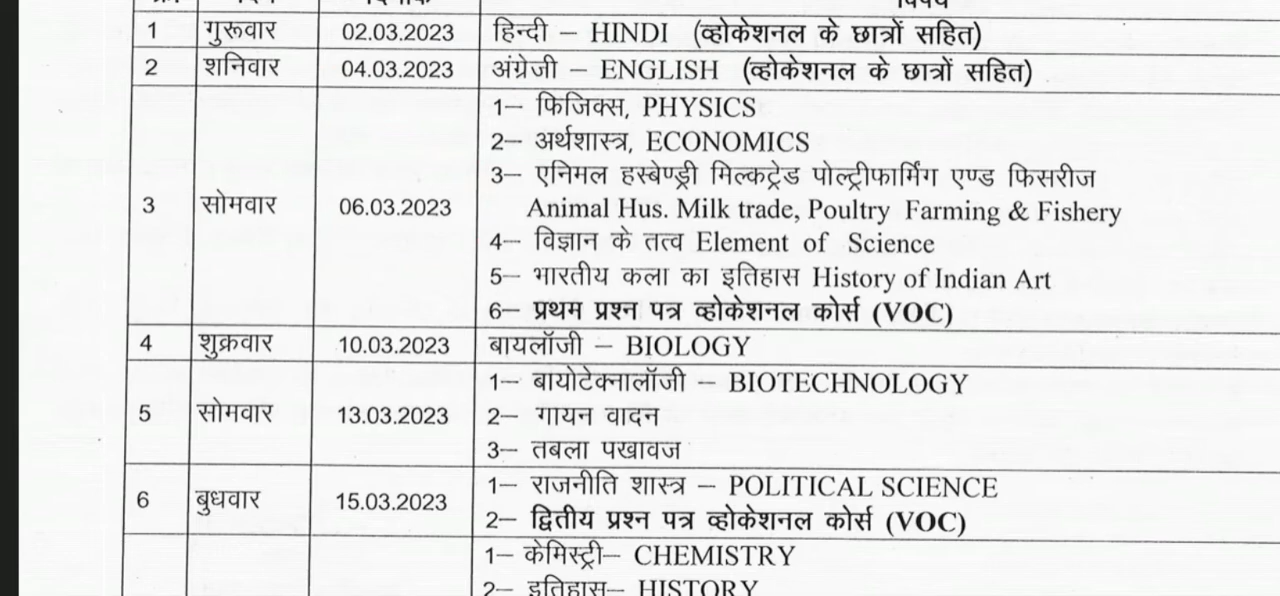 विषय
1 गुरूवार 02.03.2023 हिन्दी – HINDI (व्होकेशनल के छात्रों सहित)
2 शनिवार 04.03.2023 अंग्रेजी – ENGLISH (व्होकेशनल के छात्रों सहित)
1– फिजिक्स, PHYSICS
2– अर्थशास्त्र, ECONOMICS
3– एनिमल हस्बेण्ड्री मिल्कट्रेड पोल्ट्रीफार्मिंग एण्ड फिसरीज
3 सोमवार 06.03.2023 Animal Hus. Milk trade, Poultry Farming & Fishery
4– विज्ञान के तत्व Element of Science
5– भारतीय कला का इतिहास History of Indian Art
6– प्रथम प्रश्न पत्र व्होकेशनल कोर्स (VOC)
4 शुक्रवार 10.03.2023 बायलॉजी – BIOLOGY
1– बायोटेक्नालॉजी – BIOTECHNOLOGY
5 सोमवार 13.03.2023 2– गायन वादन
3– तबला पखावज
1– राजनीति शास्त्र – POLITICAL SCIENCE
6 बुधवार 15.03.2023
2– द्वितीय प्रश्न पत्र व्होकेशनल कोर्स (VOC)
1– केमिस्ट्री– CHEMISTRY
2– इतिहास– HISTORY